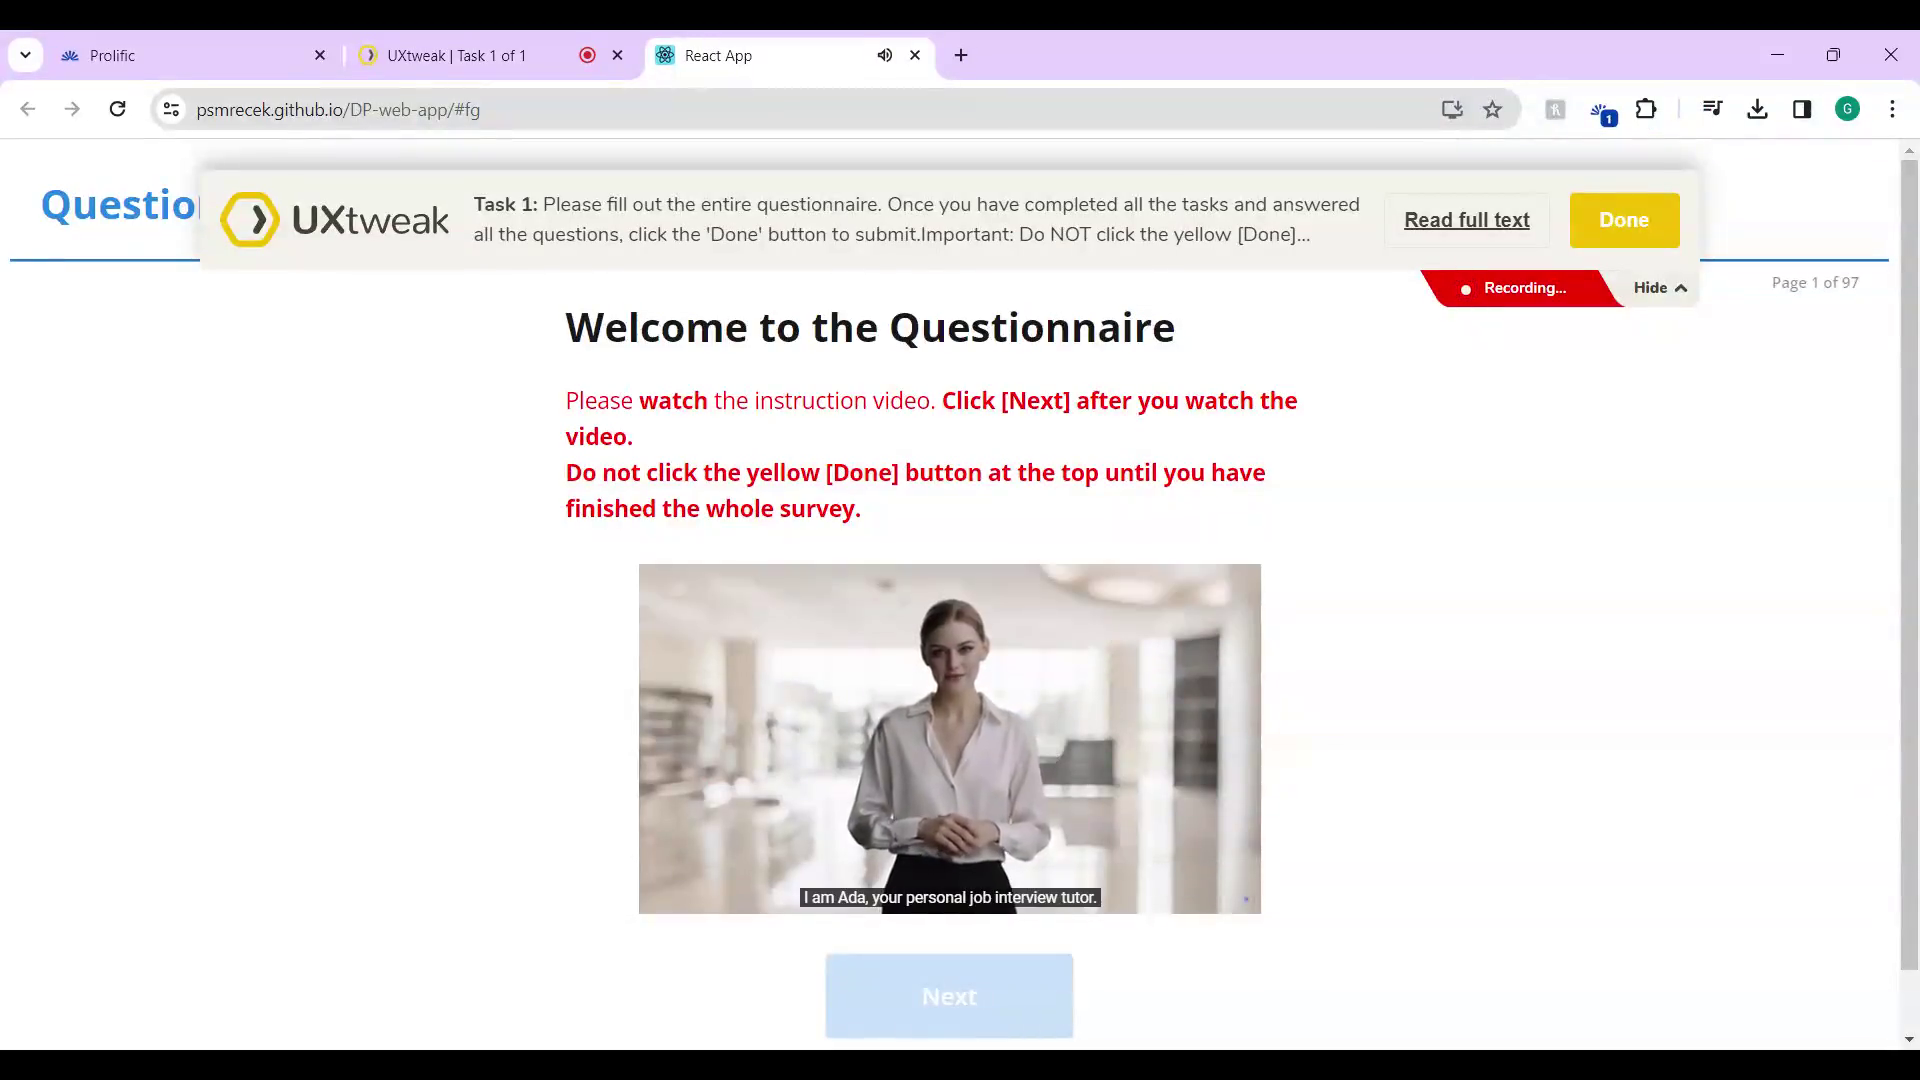 Prolific
UXtweak | Task 1 of 1
React App
psmrecek.github.io/DP-web-app/#fg
1
G
Questio
UXtweak
Task 1: Please fill out the entire questionnaire. Once you have completed all the tasks and answered
all the questions, click the 'Done' button to submit.Important: Do NOT click the yellow [Done]...
Read full text
Done
Recording...
Hide
Page 1 of 97
Welcome to the Questionnaire
Please watch the instruction video. Click [Next] after you watch the
video.
Do not click the yellow [Done] button at the top until you have
finished the whole survey.
I am Ada, your personal job interview tutor.
Next